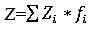 Z=∑ Z_i * f_i